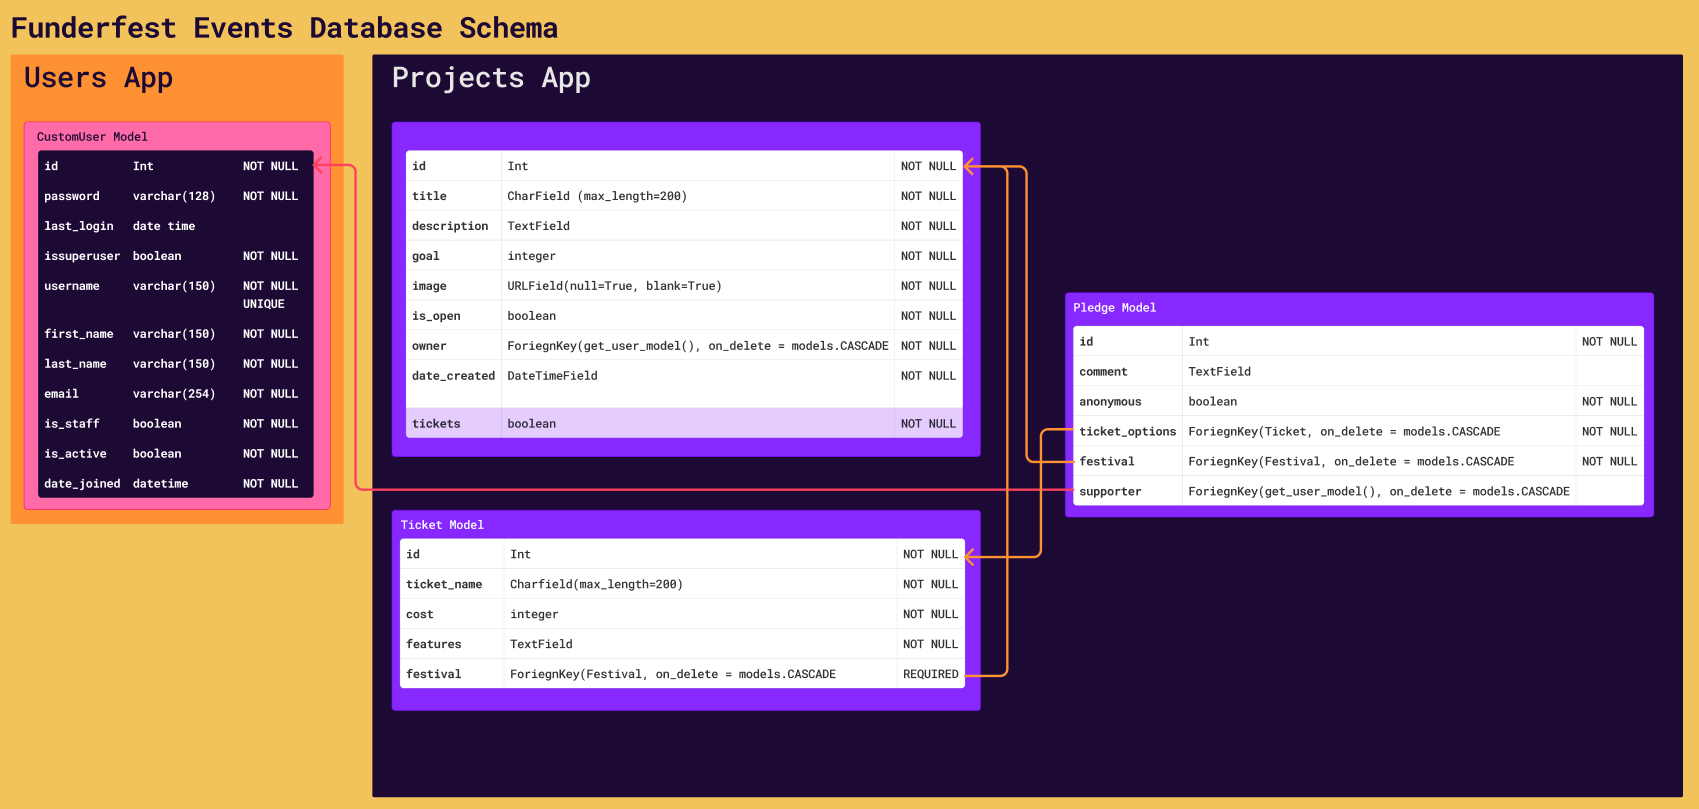 Funderfest Events Database Schema
Users App
CustomUser Model
id Int NOT NULL
password varchar(128) NOT NULL
last_login date time
issuperuser boolean NOT NULL
username varchar(150) NOT NULL
UNIQUE
first_name varchar(150) NOT NULL
last_name varchar(150) NOT NULL
email varchar(254) NOT NULL
is_staff boolean NOT NULL
is_active boolean NOT NULL
date_joined datetime NOT NULL
Projects App
id Int NOT NULL
title CharField (max_length=200) NOT NULL
description TextField NOT NULL
goal integer NOT NULL
image URLField(null=True, blank=True) NOT NULL
is_open boolean NOT NULL
owner ForiegnKey(get_user_model(), on_delete = models.CASCADE NOT NULL
date_created DateTimeField NOT NULL
tickets boolean NOT NULL
Ticket Model
id Int NOT NULL
ticket_name Charfield(max_length=200) NOT NULL
cost integer NOT NULL
features TextField NOT NULL
festival ForiegnKey(Festival, on_delete = models.CASCADE REQUIRED
Pledge Model
id Int NOT NULL
comment TextField
anonymous boolean NOT NULL
ticket_options ForiegnKey(Ticket, on_delete = models.CASCADE NOT NULL
festival ForiegnKey(Festival, on_delete = models.CASCADE NOT NULL
supporter ForiegnKey(get_user_model(), on_delete = models.CASCADE